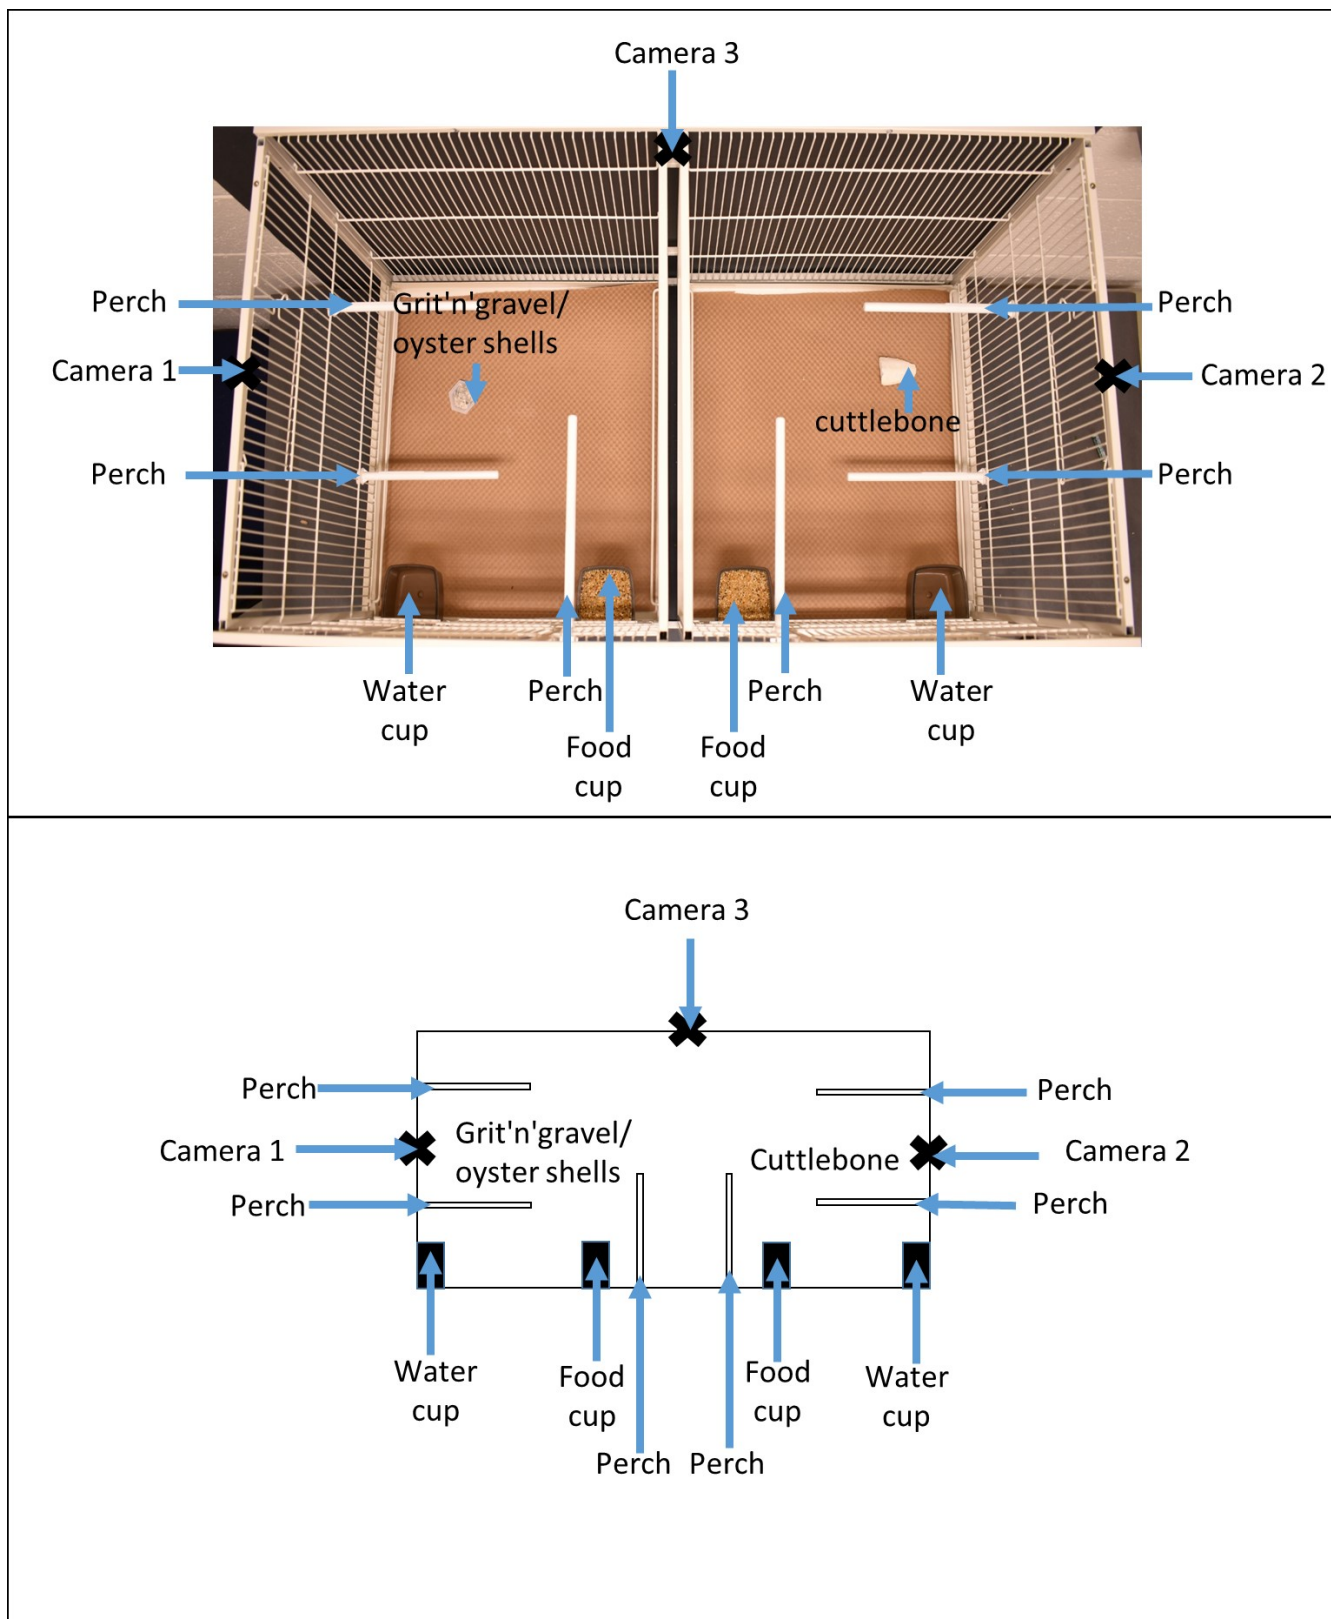 Camera 3
Perch
Grit'n'gravel/
oyster shells
Perch
Camera 1
cuttlebone
Camera 2
Perch
Perch
Water
cup
Perch
Food
cup
Perch
Food
cup
Water
cup
Camera 3
Perch
Perch
Camera 1
Grit'n'gravel/
oyster shells
Cuttlebone
Camera 2
Perch
Perch
Water
cup
Food
cup
Food
cup
Water
cup
Perch
Perch